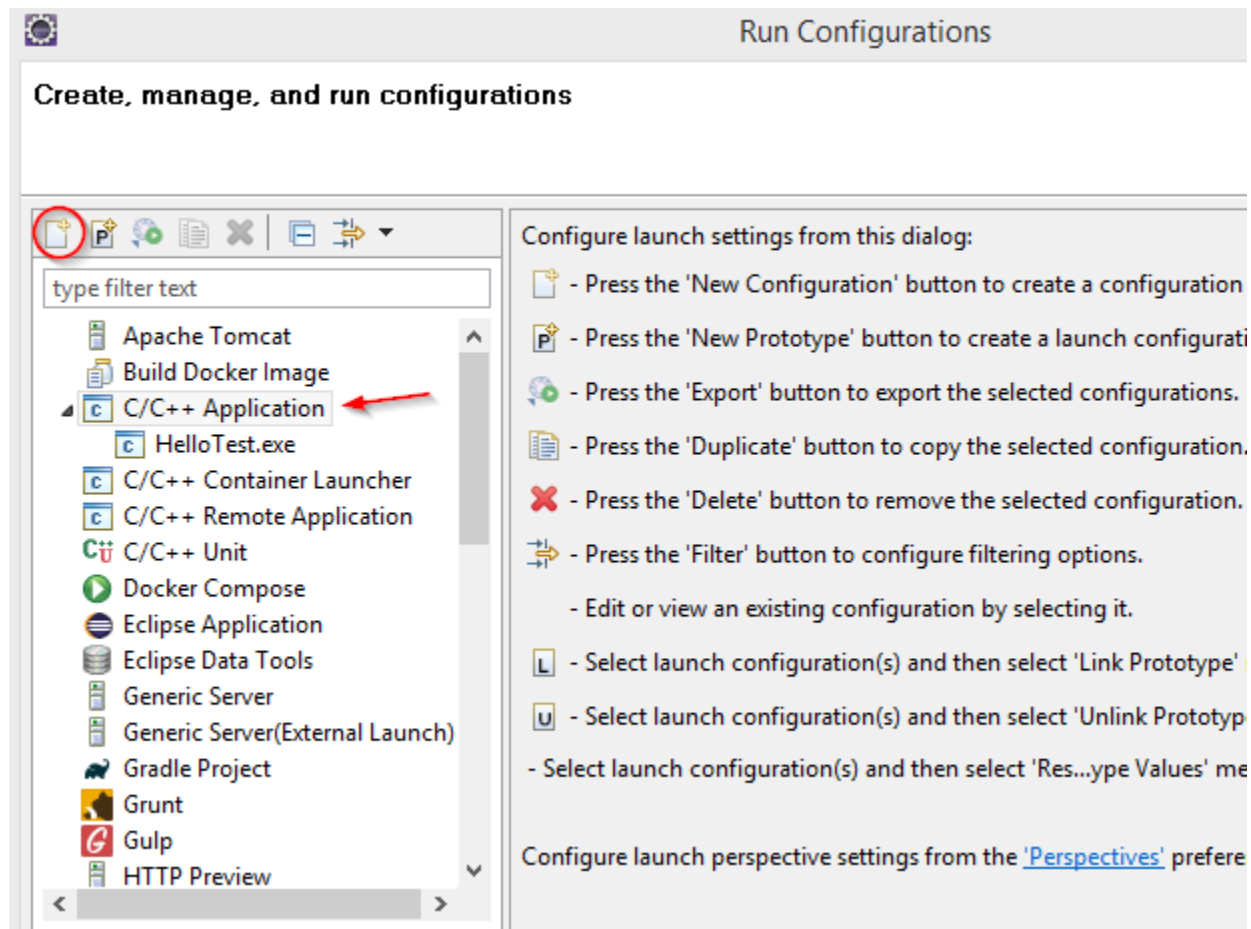 Run Configurations
Create, manage, and run configurations
type filter text
Apache Tomcat
Build Docker Image
C/C++ Application
HelloTest.exe
C/C++ Container Launcher
C/C++ Remote Application
C/C++ Unit
Docker Compose
Eclipse Application
Eclipse Data Tools
Generic Server
Generic Server(External Launch)
Gradle Project
Grunt
Gulp
HTTP Preview
Configure launch settings from this dialog:
- Press the 'New Configuration' button to create a configuration
- Press the 'New Prototype' button to create a launch configurati
- Press the 'Export' button to export the selected configurations.
- Press the 'Duplicate' button to copy the selected configuration.
- Press the 'Delete' button to remove the selected configuration.
- Press the 'Filter' button to configure filtering options.
- Edit or view an existing configuration by selecting it.
L - Select launch configuration(s) and then select 'Link Prototype'
U - Select launch configuration(s) and then select 'Unlink Prototyp
- Select launch configuration(s) and then select 'Res...ype Values' me
Configure launch perspective settings from the 'Perspectives' prefere